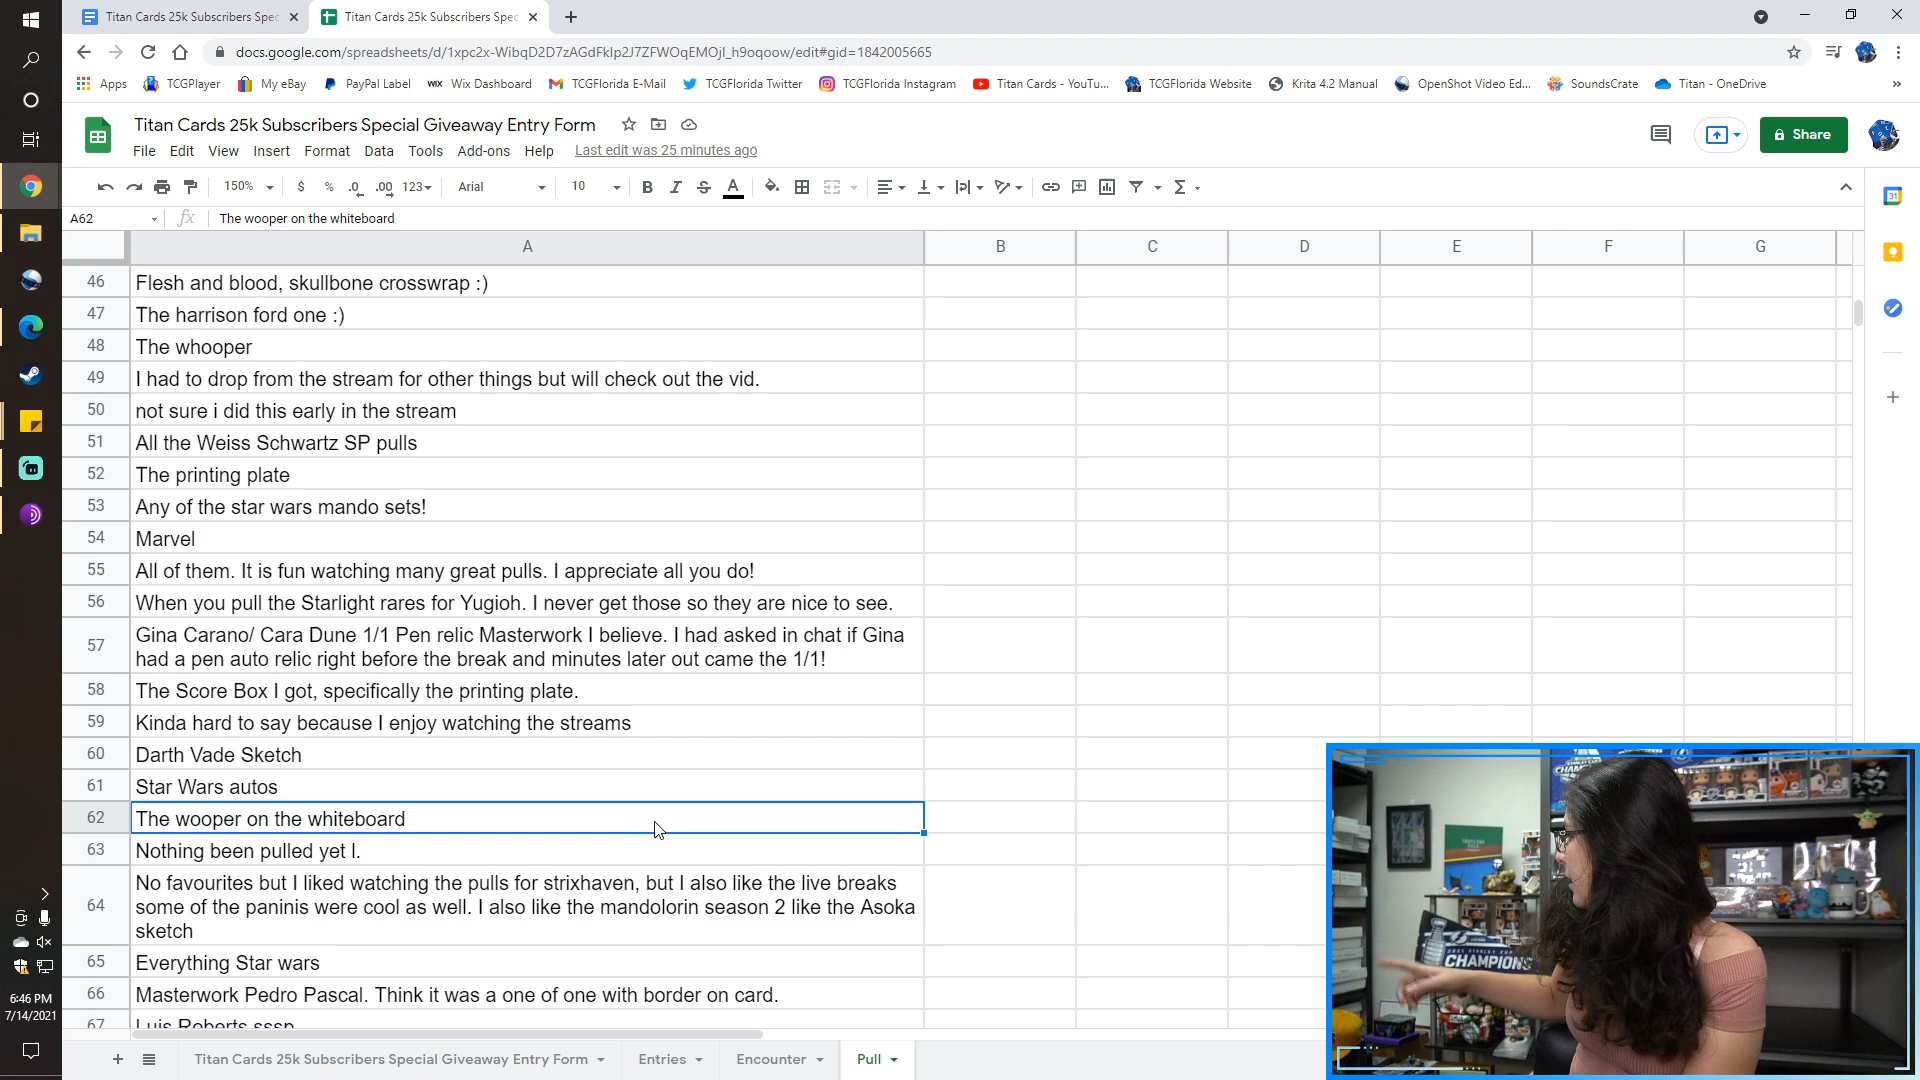 Titan Cards 25k Subscribers Spec
Titan Cards 25k Subscribers Spec
docs.google.com/spreadsheets/d/1xpc2x-WibqD2D7zAGdFklp2J7ZFWOqEMOjI_h9oqoow/edit#gid=1842005665
Apps TCGPlayer My eBay PayPal Label WIX Wix Dashboard TCGFlorida E-Mail TCGFlorida Twitter TCGFlorida Instagram Titan Cards - YouTu... TCGFlorida Website Krita 4.2 Manual OpenShot Video Ed... SoundsCrate Titan - OneDrive »
Titan Cards 25k Subscribers Special Giveaway Entry Form
Share
File Edit View Insert Format Data Tools Add-ons Help Last edit was 25 minutes ago
150% $ % .0 .00 123 Arial 10 B I S A Σ
A62 fx The wooper on the whiteboard
A B C D E F G
46 Flesh and blood, skullbone crosswrap :)
47 The harrison ford one :)
48 The whooper
49 I had to drop from the stream for other things but will check out the vid.
50 not sure i did this early in the stream
51 All the Weiss Schwartz SP pulls
52 The printing plate
53 Any of the star wars mando sets!
54 Marvel
55 All of them. It is fun watching many great pulls. I appreciate all you do!
56 When you pull the Starlight rares for Yugioh. I never get those so they are nice to see.
57 Gina Carano/ Cara Dune 1/1 Pen relic Masterwork I believe. I had asked in chat if Gina
had a pen auto relic right before the break and minutes later out came the 1/1!
58 The Score Box I got, specifically the printing plate.
59 Kinda hard to say because I enjoy watching the streams
60 Darth Vade Sketch
61 Star Wars autos
62 The wooper on the whiteboard
63 Nothing been pulled yet I.
64 No favourites but I liked watching the pulls for strixhaven, but I also like the live breaks
some of the paninis were cool as well. I also like the mandolorin season 2 like the Asoka
sketch
65 Everything Star wars
66 Masterwork Pedro Pascal. Think it was a one of one with border on card.
67 Luis Roberts sssp
Titan Cards 25k Subscribers Special Giveaway Entry Form Entries Encounter Pull
6:46 PM
7/14/2021
31
CHAMPIONS